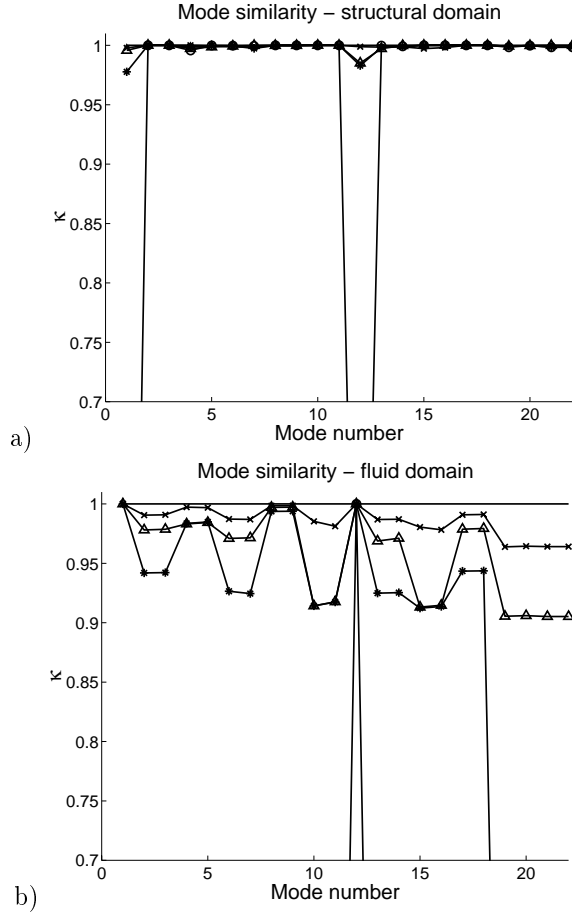 Mode similarity – structural domain
1
0.95
0.9
0.85
κ
0.8
0.75
0.7
0 5 10 15 20
Mode number
a)
Mode similarity – fluid domain
1
0.95
0.9
0.85
κ
0.8
0.75
0.7
0 5 10 15 20
Mode number
b)